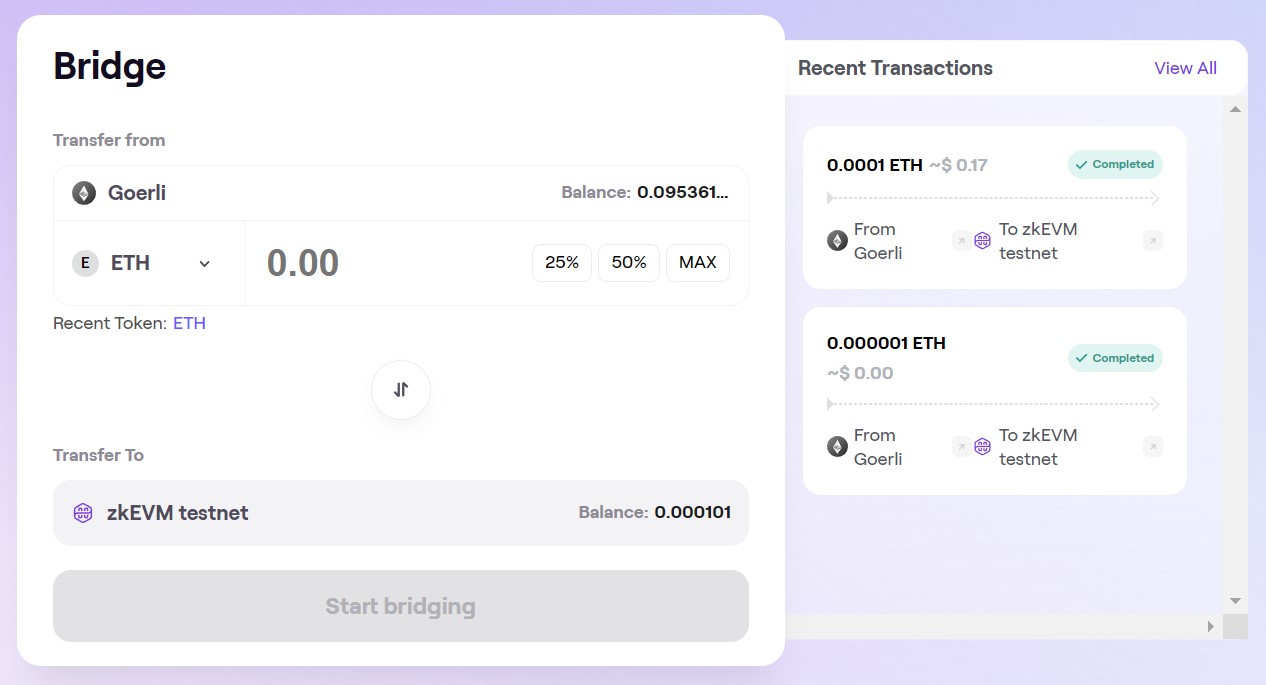 Bridge
Transfer from
Goerli Balance: 0.095361...
E ETH 0.00 25% 50% MAX
Recent Token: ETH
Transfer To
zkEVM testnet Balance: 0.000101
Start bridging
Recent Transactions View All
0.0001 ETH ~$ 0.17 Completed
From Goerli
To zkEVM testnet
0.000001 ETH
~$ 0.00
Completed
From Goerli
To zkEVM testnet